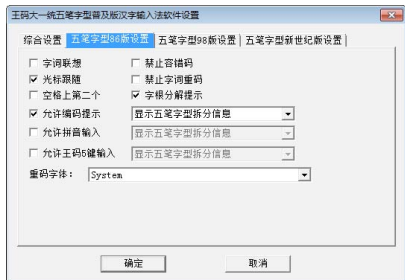 王码大一统五笔字型普及版汉字输入法软件设置
综合设置 五笔字型86版设置 五笔字型98版设置 五笔字型新世纪版设置
字词联想 禁止容错码
光标跟随 禁止字词重码
空格上第二个 字根分解提示
允许编码提示 显示五笔字型拆分信息
允许拼音输入 显示五笔字型拆分信息
允许王码6键输入 显示五笔字型拆分信息
重码字体： System
确定 取消